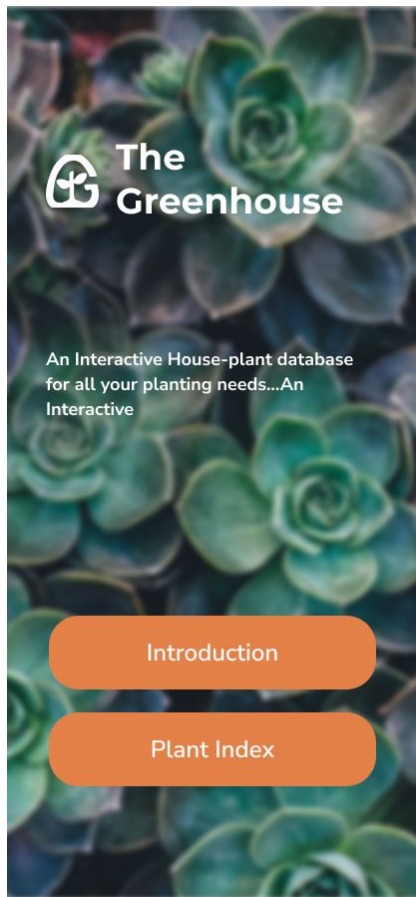 The
Greenhouse
An Interactive House-plant database
for all your planting needs...An
Interactive
Introduction
Plant Index